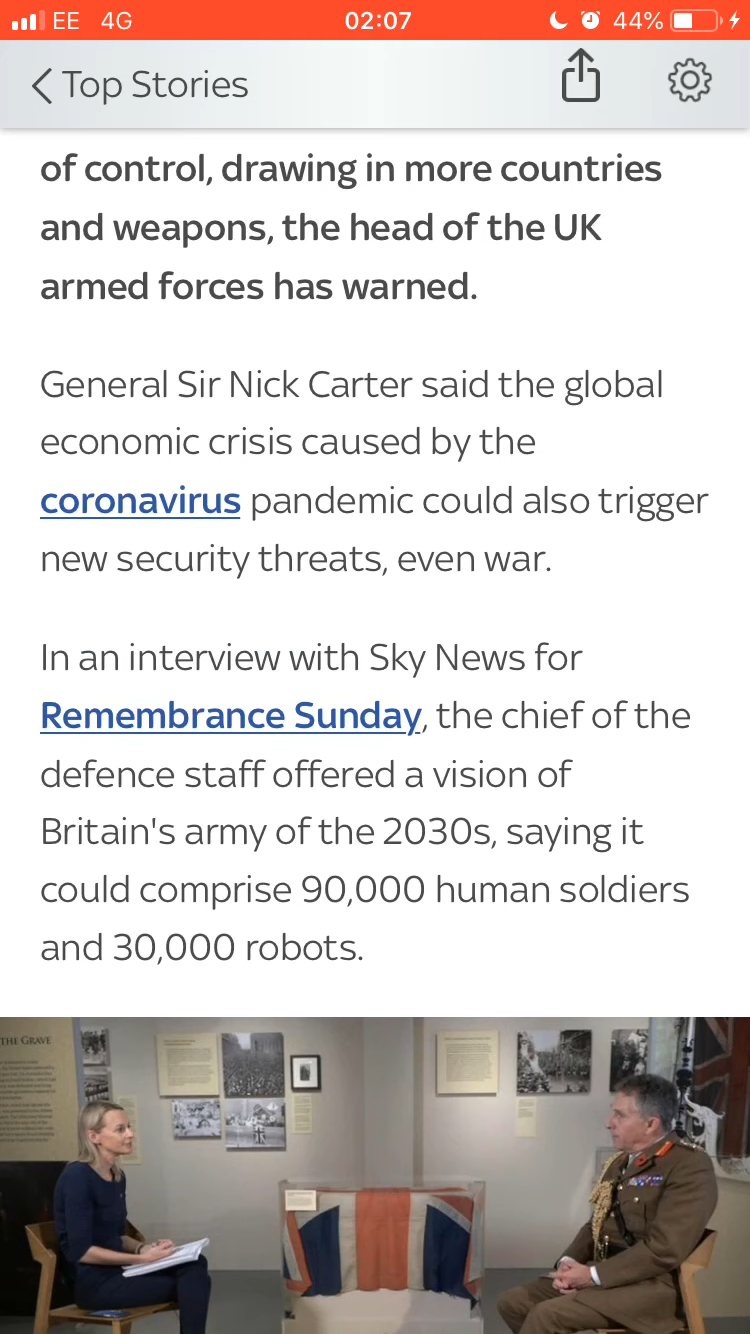 EE 4G 02:07 44%
Top Stories
of control, drawing in more countries
and weapons, the head of the UK
armed forces has warned.
General Sir Nick Carter said the global
economic crisis caused by the
coronavirus pandemic could also trigger
new security threats, even war.
In an interview with Sky News for
Remembrance Sunday, the chief of the
defence staff offered a vision of
Britain's army of the 2030s, saying it
could comprise 90,000 human soldiers
and 30,000 robots.
THE GRAVE